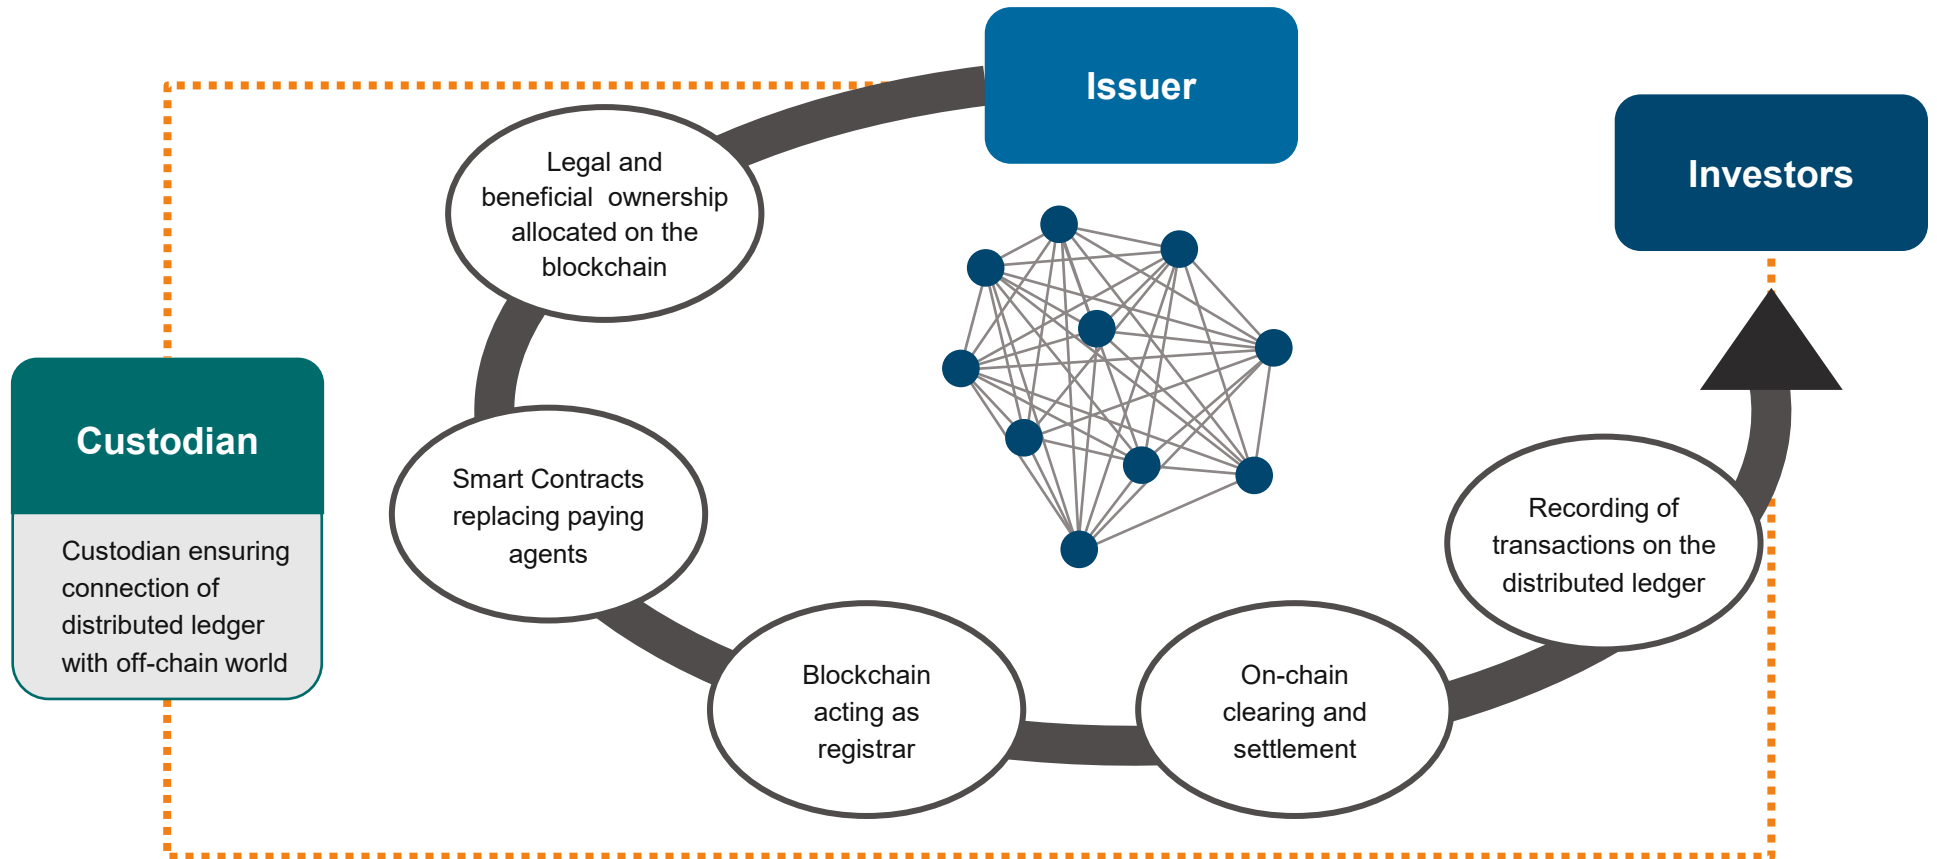 Issuer
Investors
Legal and
beneficial  ownership
allocated on the
blockchain
Custodian
Custodian ensuring
connection of
distributed ledger
with off-chain world
Smart Contracts
replacing paying
agents
Blockchain
acting as
registrar
On-chain
clearing and
settlement
Recording of
transactions on the
distributed ledger